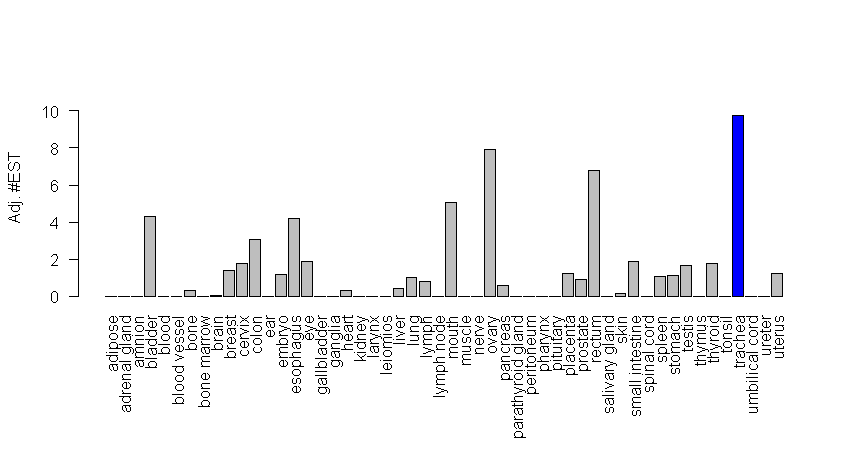 Adj. #EST
10
8
6
4
2
0
adipose
adrenal gland
amnion
bladder
blood
blood vessel
bone
bone marrow
brain
breast
cervix
colon
ear
embryo
esophagus
eye
gallbladder
ganglia
heart
kidney
larynx
leiomios
liver
lung
lymph
lymph node
mouth
muscle
nerve
ovary
pancreas
parathyroid gland
peritoneum
pharynx
pituitary
placenta
prostate
rectum
salivary gland
skin
small intestine
spinal cord
spleen
stomach
testis
thymus
thyroid
tonsil
trachea
umbilical cord
ureter
uterus